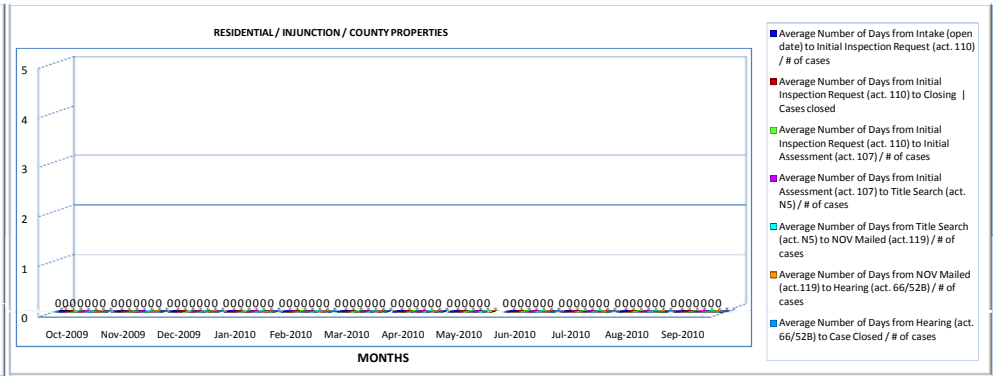 RESIDENTIAL / INJUNCTION / COUNTY PROPERTIES
5
4
3
2
1
0
0000000 0000000 0000000 0000000 0000000 0000000 0000000 0000000 0000000 0000000 0000000 0000000
Oct-2009 Nov-2009 Dec-2009 Jan-2010 Feb-2010 Mar-2010 Apr-2010 May-2010 Jun-2010 Jul-2010 Aug-2010 Sep-2010
MONTHS
Average Number of Days from Intake (open
date) to Initial Inspection Request (act. 110)
/ # of cases
Average Number of Days from Initial
Inspection Request (act. 110) to Closing |
Cases closed
Average Number of Days from Initial
Inspection Request (act. 110) to Initial
Assessment (act. 107) / # of cases
Average Number of Days from Initial
Assessment (act. 107) to Title Search (act.
N5) / # of cases
Average Number of Days from Title Search
(act. N5) to NOV Mailed (act.119) / # of
cases
Average Number of Days from NOV Mailed
(act.119) to Hearing (act. 66/52B) / # of
cases
Average Number of Days from Hearing (act.
66/52B) to Case Closed / # of cases